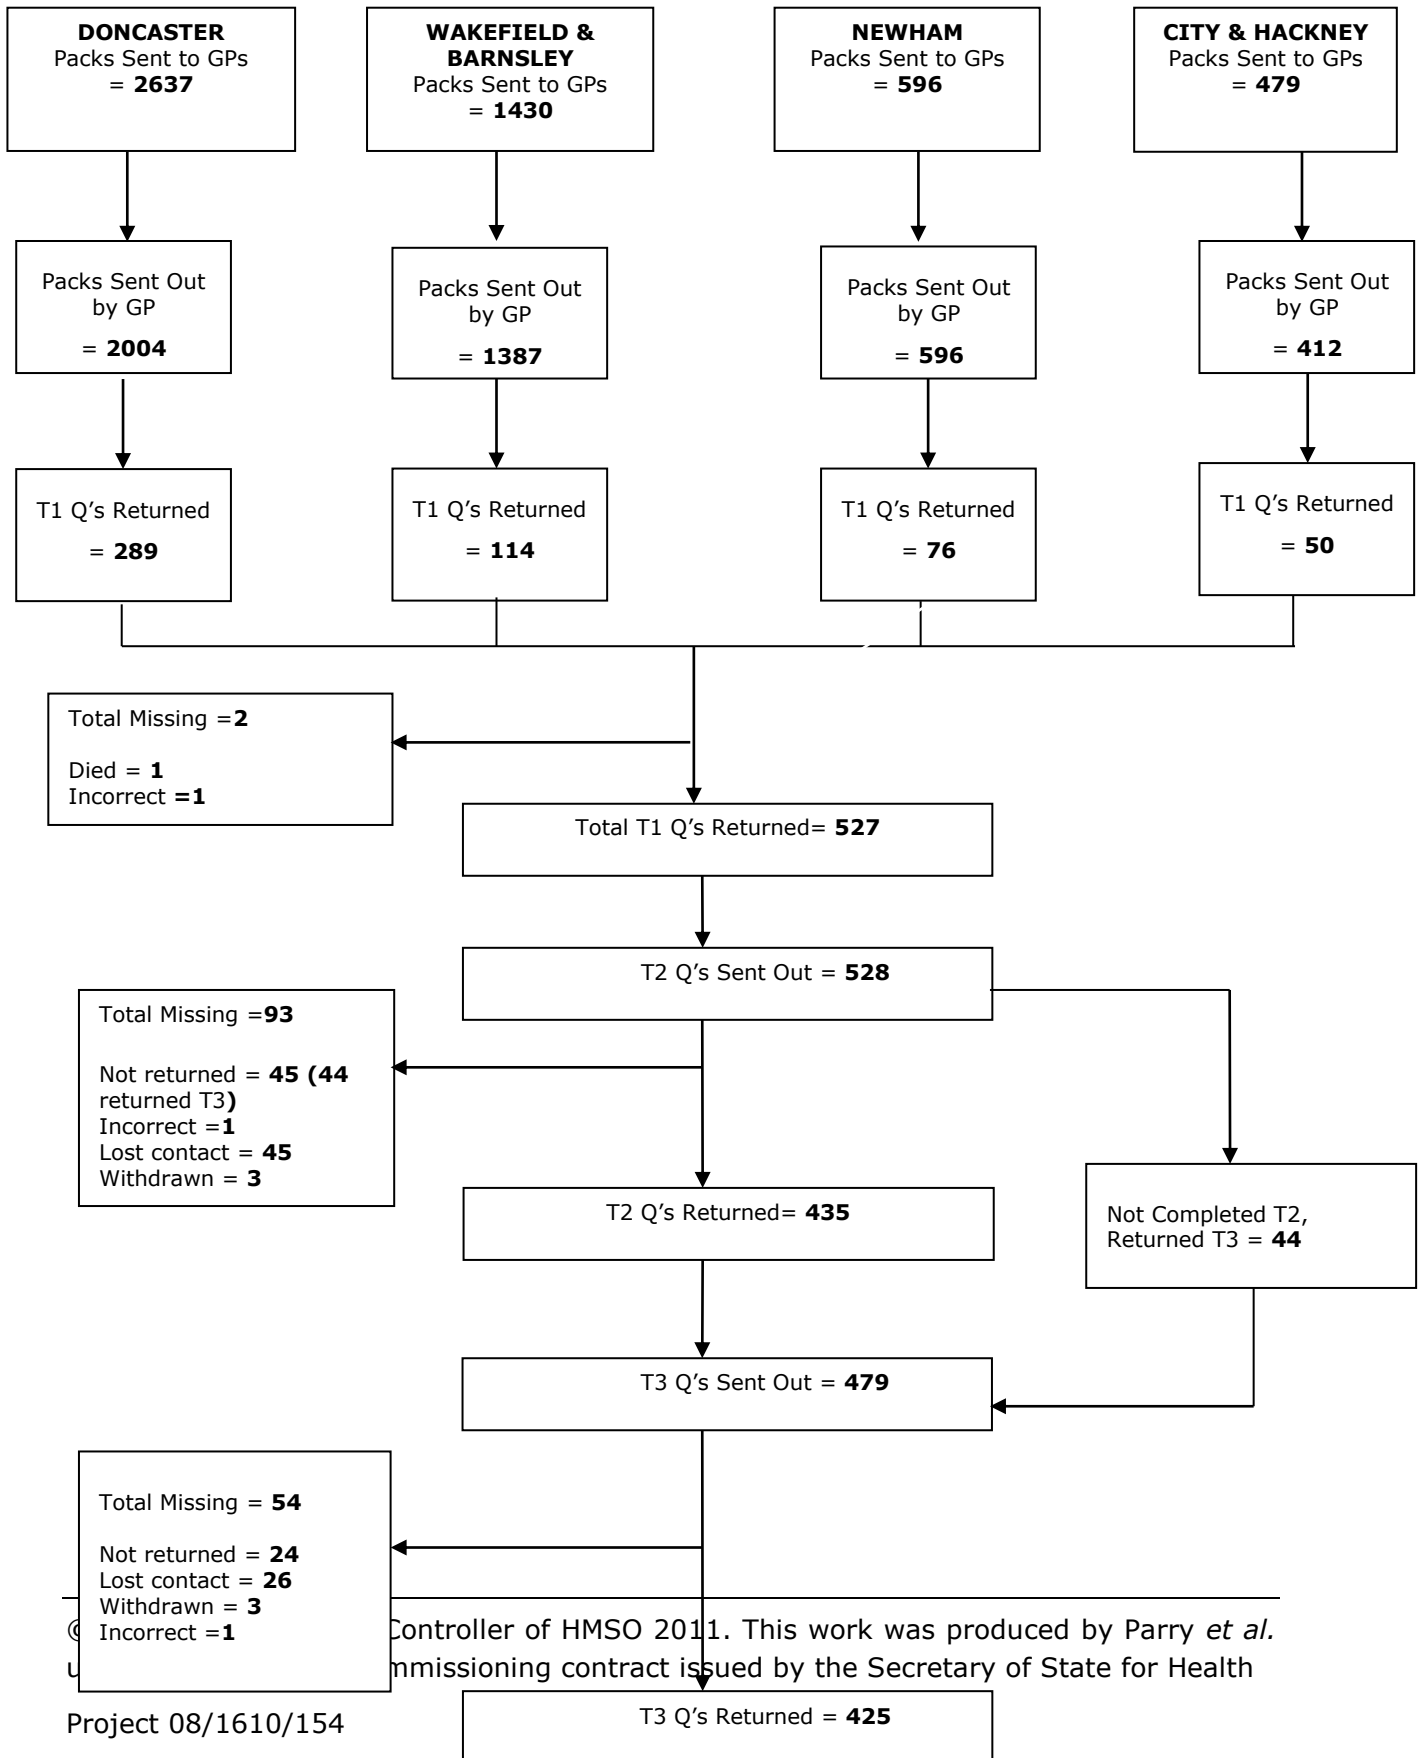 DONCASTER
Packs Sent to GPs
= 2637
WAKEFIELD &
BARNSLEY
Packs Sent to GPs
= 1430
NEWHAM
Packs Sent to GPs
= 596
CITY & HACKNEY
Packs Sent to GPs
= 479
Packs Sent Out
by GP
= 2004
Packs Sent Out
by GP
= 1387
Packs Sent Out
by GP
= 596
Packs Sent Out
by GP
= 412
T1 Q’s Returned
= 289
T1 Q’s Returned
= 114
T1 Q’s Returned
= 76
T1 Q’s Returned
= 50
Total Missing =2
Died = 1
Incorrect =1
Total T1 Q’s Returned= 527
T2 Q’s Sent Out = 528
Total Missing =93
Not returned = 45 (44
returned T3)
Incorrect =1
Lost contact = 45
Withdrawn = 3
T2 Q’s Returned= 435
Not Completed T2,
Returned T3 = 44
T3 Q’s Sent Out = 479
Total Missing = 54
Not returned = 24
Lost contact = 26
Withdrawn = 3
Incorrect =1
Controller of HMSO 2011. This work was produced by Parry et al.
mmissioning contract issued by the Secretary of State for Health
Project 08/1610/154
T3 Q’s Returned = 425